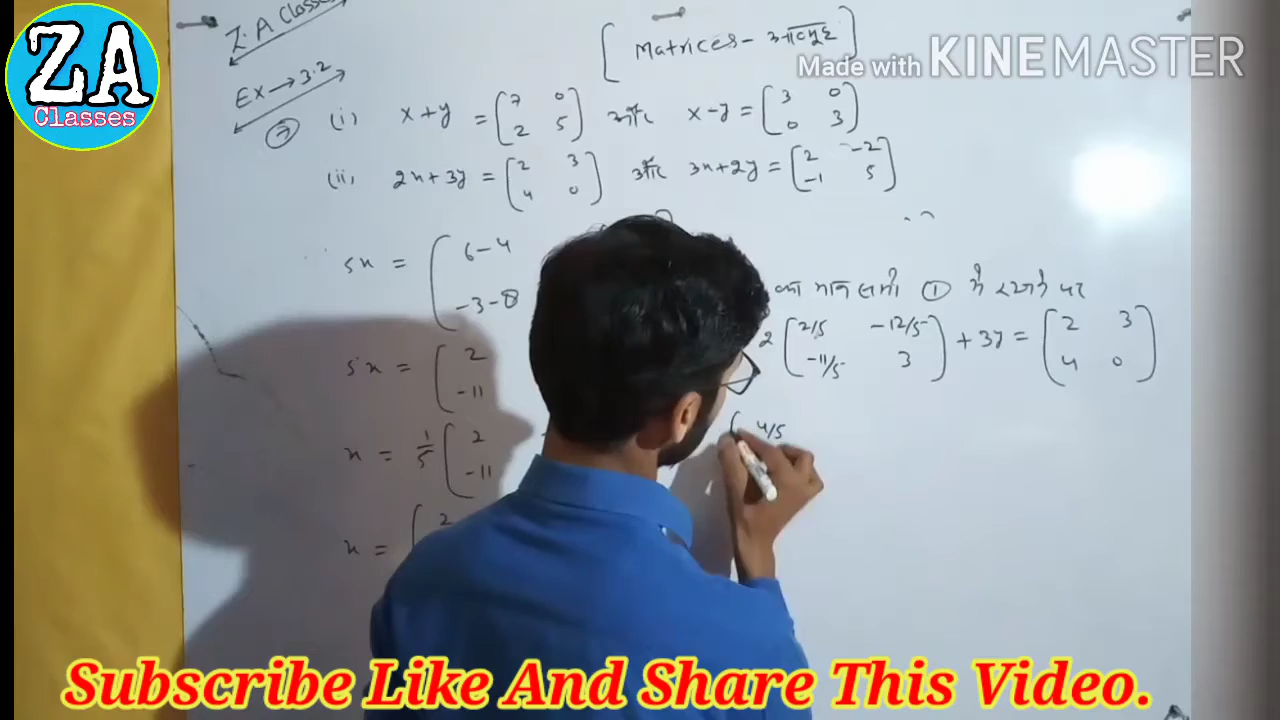 ZA
Classes
Z.A Classes
Ex → 3.2
[Matrices - आव्यूह]
Made with KINEMASTER
⑦ (i) x+y = [7 0 2 5] और x-y = [3 0 0 3]
(ii) 2x+3y = [2 3 4 0] और 3x+2y = [2 -2 -1 5]
5x = [6-4
-3-8
5x = [2
-11
x = 1/5 [2
-11
x = [2
का मान समी ① में रखने पर
2 [2/5 -12/5 -11/5 3] + 3y = [2 3 4 0]
[4/5
Subscribe Like And Share This Video.